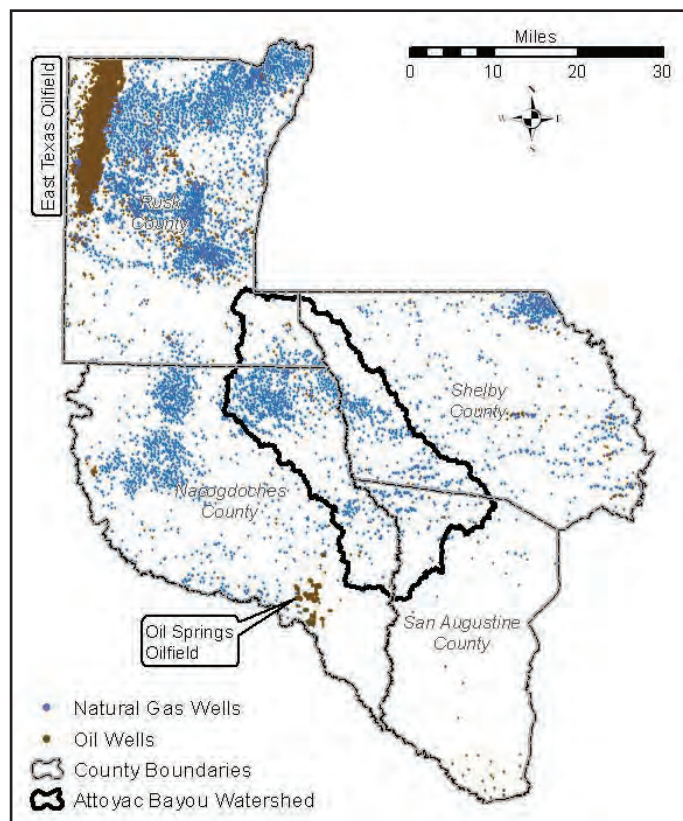 Miles
0 10 20 30
N
W E
S
East Texas Oilfield
Rusk
County
Shelby
County
Nacogdoches
County
Oil Springs
Oilfield
San Augustine
County
Natural Gas Wells
Oil Wells
County Boundaries
Attoyac Bayou Watershed